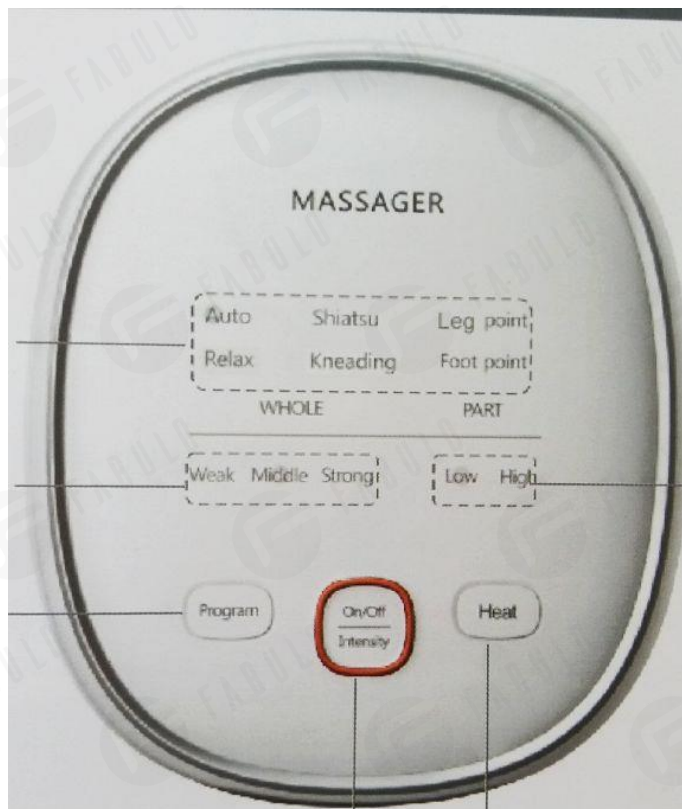 MASSAGER
Auto Shiatsu Leg point
Relax Kneading Foot point
WHOLE PART
Weak Middle Strong Low High
Program On/Off Heat
Intensity
FABULO